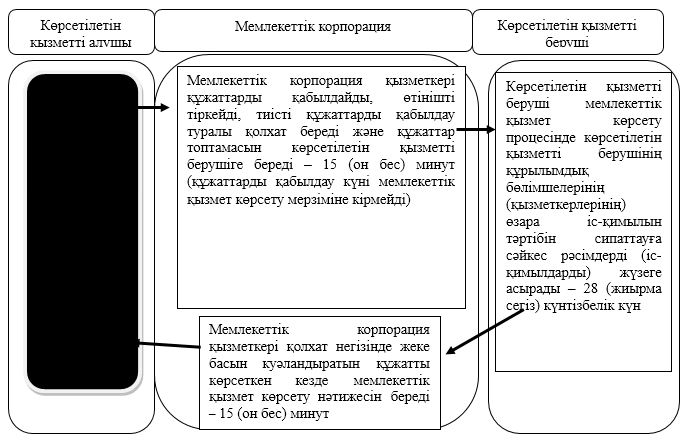 Көрсетілетін
қызметті алушы
Мемлекеттік корпорация
Көрсетілетін қызметті
беруші
Мемлекеттік корпорация қызметкері
құжаттарды қабылдайды, өтінішті
тіркейді, тиісті құжаттарды қабылдау
туралы қолхат береді және құжаттар
топтамасын көрсетілетін қызметті
берушіге береді – 15 (он бес) минут
(құжаттарды қабылдау күні мемлекеттік
қызмет көрсету мерзіміне кірмейді)
Көрсетілетін қызметті
беруші мемлекеттік
қызмет көрсету
процесінде көрсетілетін
қызметті берушінің
құрылымдық
бөлімшелерінің
(қызметкерлерінің)
өзара іс-қимылын
тәртібін сипаттауға
сәйкес рәсімдерді (іс-
қимылдарды) жүзеге
асырады – 28 (жиырма
сегіз) күнтізбелік күн
Мемлекеттік корпорация
қызметкері қолхат негізінде жеке
басын куәландыратын құжатты
көрсеткен кезде мемлекеттік
қызмет көрсету нәтижесін береді
– 15 (он бес) минут